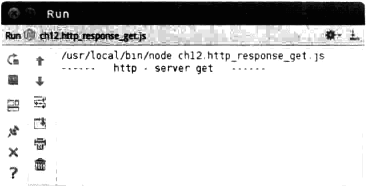 Run
Run ch12.http_response_get.js
/usr/local/bin/node ch12.http_response_get.js
------ http - server get ------